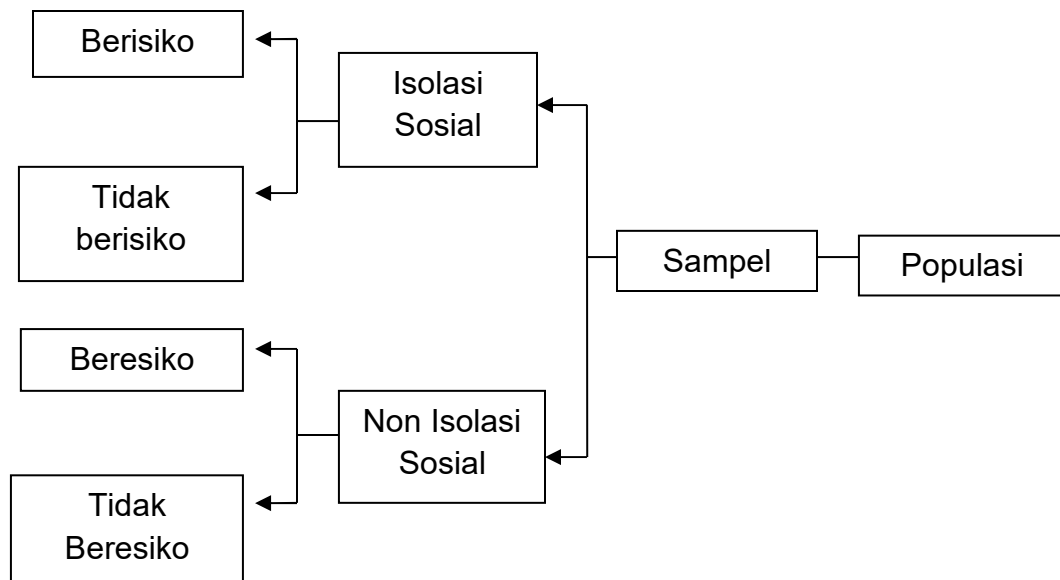 Berisiko
Isolasi
Sosial
Tidak
berisiko
Sampel
Populasi
Beresiko
Non Isolasi
Sosial
Tidak
Beresiko